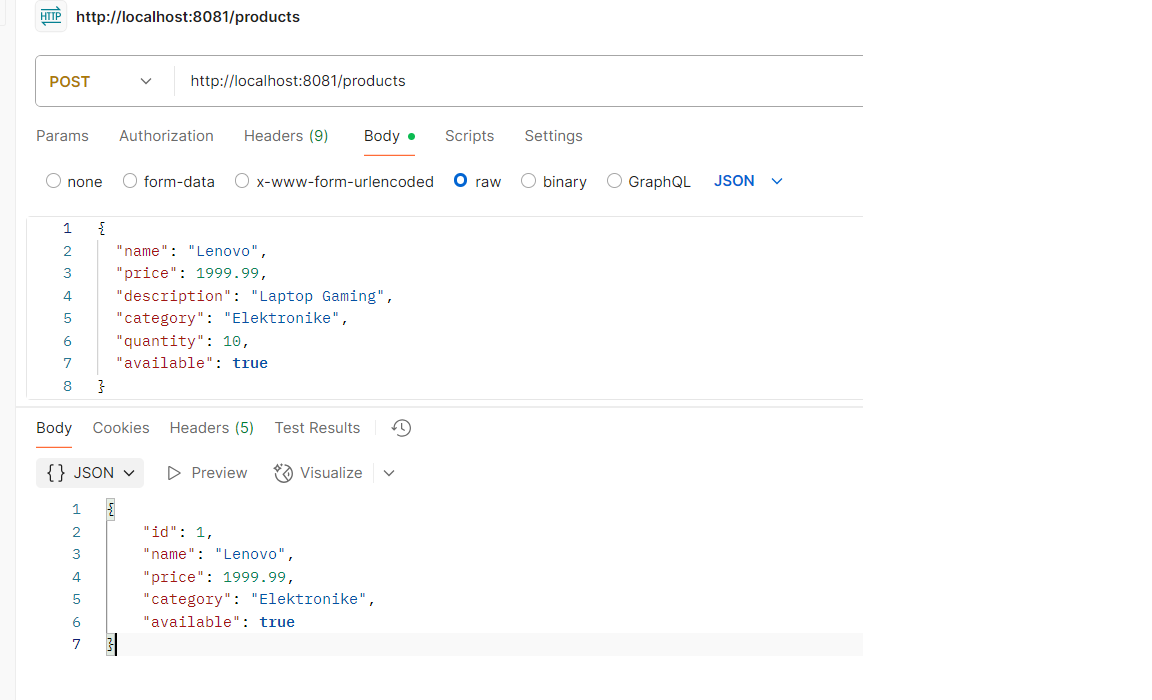 HTTP http://localhost:8081/products
POST http://localhost:8081/products
Params Authorization Headers (9) Body Scripts Settings
none form-data x-www-form-urlencoded raw binary GraphQL JSON
1 {
2 "name": "Lenovo",
3 "price": 1999.99,
4 "description": "Laptop Gaming",
5 "category": "Elektronike",
6 "quantity": 10,
7 "available": true
8 }
Body Cookies Headers (5) Test Results
{} JSON Preview Visualize
1 {
2 "id": 1,
3 "name": "Lenovo",
4 "price": 1999.99,
5 "category": "Elektronike",
6 "available": true
7 }